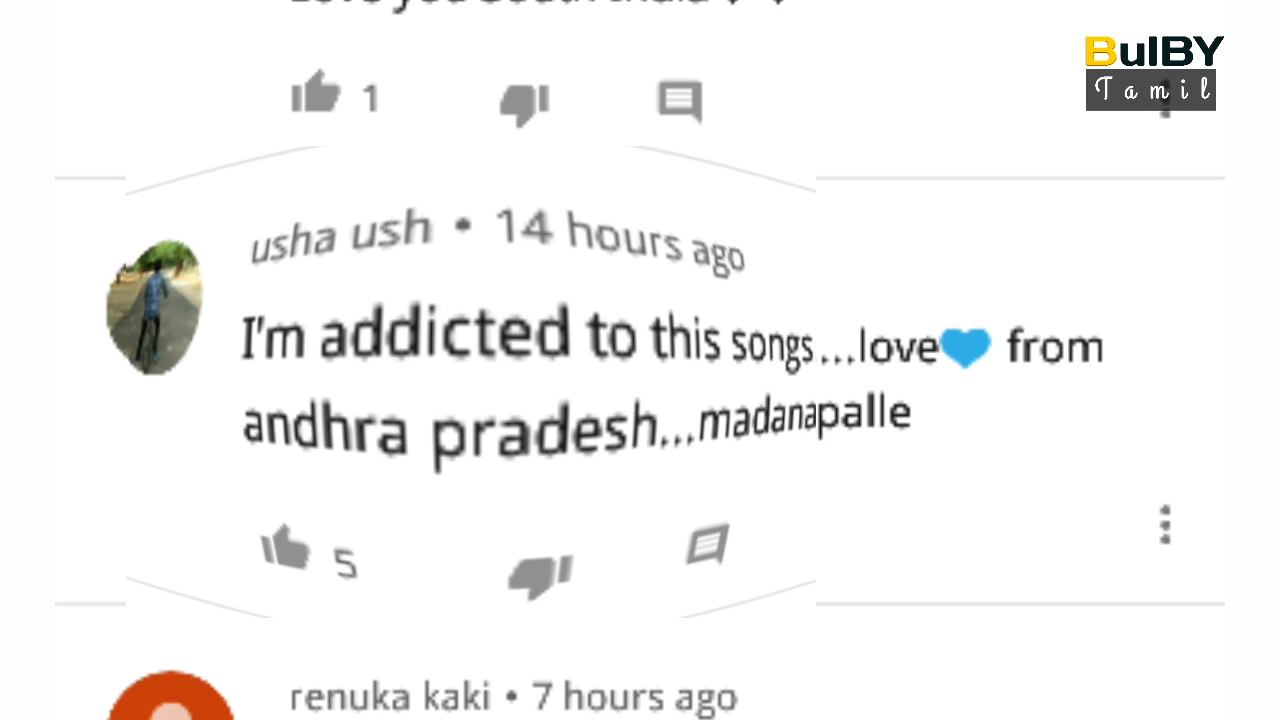 BulBY
Tamil
1
usha ush • 14 hours ago
I'm addicted to this songs...love💙 from
andhra pradesh...madanapalle
5
renuka kaki • 7 hours ago